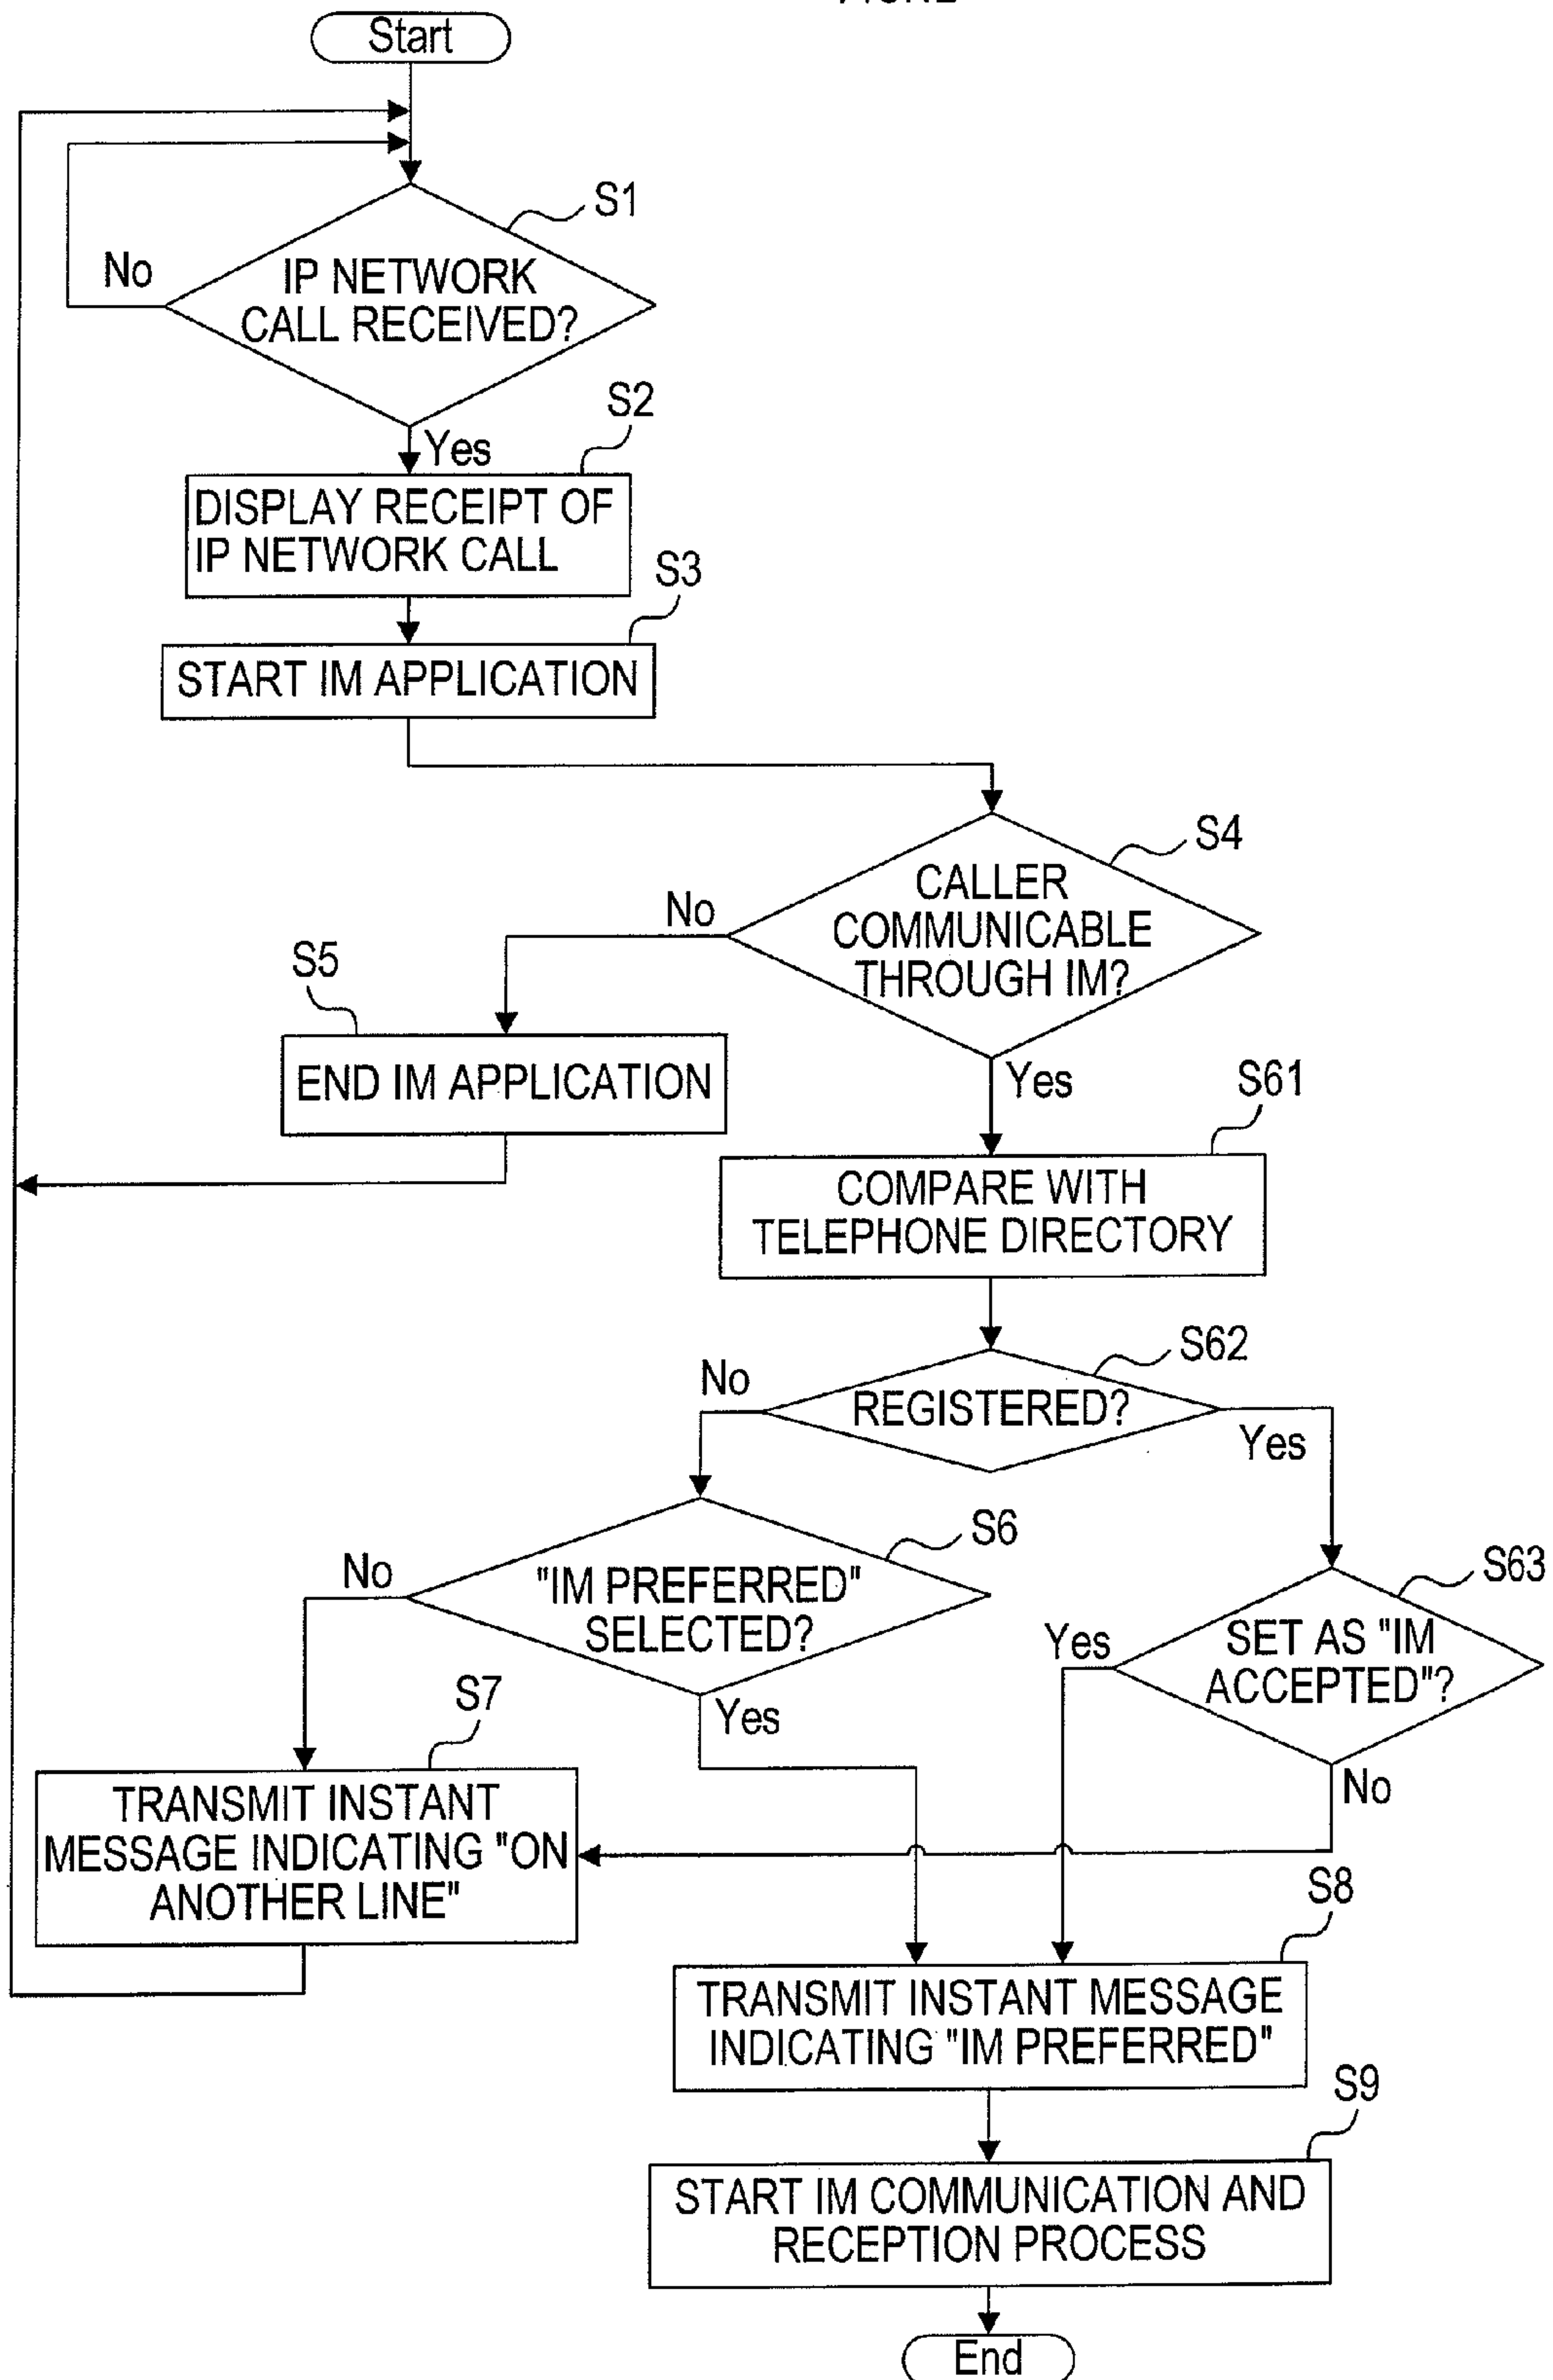 Start
S1
No
IP NETWORK
CALL RECEIVED?
S2
Yes
DISPLAY RECEIPT OF
IP NETWORK CALL
S3
START IM APPLICATION
S4
CALLER
COMMUNICABLE
THROUGH IM?
No
S5
END IM APPLICATION
Yes
S61
COMPARE WITH
TELEPHONE DIRECTORY
S62
No
REGISTERED?
Yes
S6
No
"IM PREFERRED"
SELECTED?
S63
Yes
SET AS "IM
ACCEPTED"?
S7
Yes
No
TRANSMIT INSTANT
MESSAGE INDICATING "ON
ANOTHER LINE"
S8
TRANSMIT INSTANT MESSAGE
INDICATING "IM PREFERRED"
S9
START IM COMMUNICATION AND
RECEPTION PROCESS
End